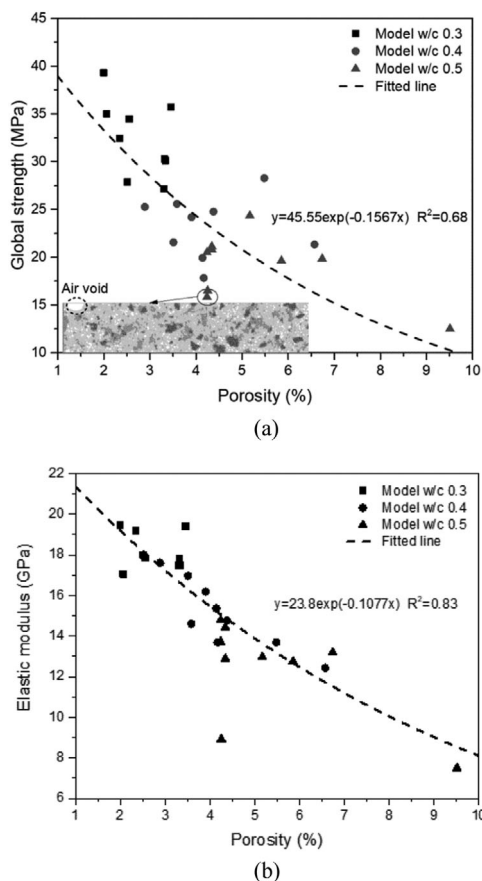 45
40
35
30
25
20
15
10
Global strength (MPa)
Model w/c 0.3
Model w/c 0.4
Model w/c 0.5
Fitted line
y=45.55exp(-0.1567x) R²=0.68
Air void
1 2 3 4 5 6 7 8 9 10
Porosity (%)
(a)
22
20
18
16
14
12
10
8
6
Elastic modulus (GPa)
Model w/c 0.3
Model w/c 0.4
Model w/c 0.5
Fitted line
y=23.8exp(-0.1077x) R²=0.83
1 2 3 4 5 6 7 8 9 10
Porosity (%)
(b)